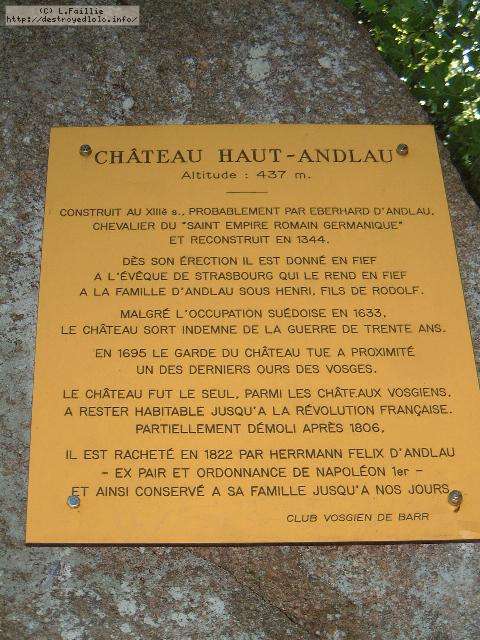 (C) L.Faillie
http://destroyedlolo.info/
CHÂTEAU HAUT-ANDLAU
Altitude : 437 m.
CONSTRUIT AU XIIIè s., PROBABLEMENT PAR EBERHARD D'ANDLAU,
CHEVALIER DU "SAINT EMPIRE ROMAIN GERMANIQUE"
ET RECONSTRUIT EN 1344.
DÈS SON ÉRECTION IL EST DONNÉ EN FIEF
A L'ÉVÊQUE DE STRASBOURG QUI LE REND EN FIEF
A LA FAMILLE D'ANDLAU SOUS HENRI, FILS DE RODOLF.
MALGRÉ L'OCCUPATION SUÉDOISE EN 1633,
LE CHÂTEAU SORT INDEMNE DE LA GUERRE DE TRENTE ANS.
EN 1695 LE GARDE DU CHÂTEAU TUE A PROXIMITÉ
UN DES DERNIERS OURS DES VOSGES.
LE CHÂTEAU FUT LE SEUL, PARMI LES CHÂTEAUX VOSGIENS,
A RESTER HABITABLE JUSQU'A LA RÉVOLUTION FRANÇAISE.
PARTIELLEMENT DÉMOLI APRÈS 1806,
IL EST RACHETÉ EN 1822 PAR HERRMANN FELIX D'ANDLAU
- EX PAIR ET ORDONNANCE DE NAPOLÉON 1er -
ET AINSI CONSERVÉ A SA FAMILLE JUSQU'A NOS JOURS
CLUB VOSGIEN DE BARR